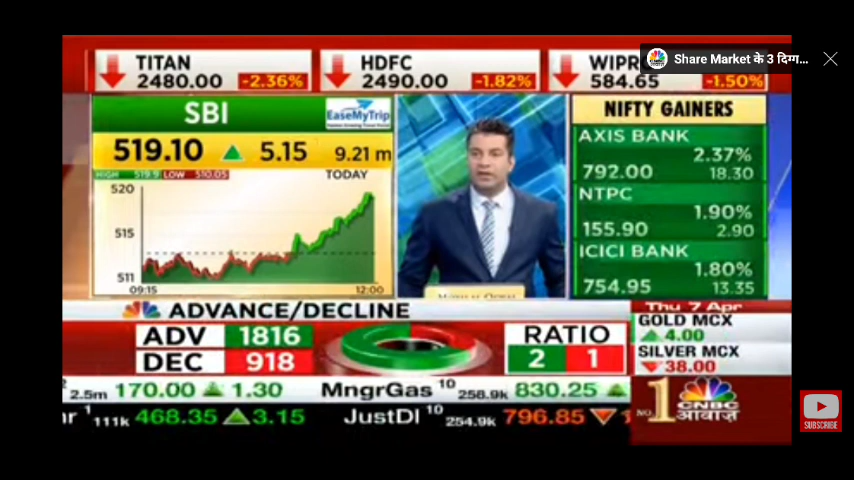 TITAN
2480.00 -2.36%
HDFC
2490.00 -1.82%
WIPR
584.65 -1.50%
Share Market के 3 दिग्ग...
SBI
EaseMyTrip
519.10 5.15 9.21 m
HIGH 519.9 LOW 510.05 TODAY
520
515
511
09:15 12:00
NIFTY GAINERS
AXIS BANK
2.37%
792.00 18.30
NTPC
1.90%
155.90 2.90
ICICI BANK
1.80%
754.95 13.35
ADVANCE/DECLINE
ADV 1816
DEC 918
RATIO
2 1
Thu 7 Apr
GOLD MCX
4.00
SILVER MCX
38.00
2.5m 170.00 1.30 MngrGas 10 256.9k 830.25
1 111k 468.35 3.15 JustDl 10 254.9k 796.85
NO. 1
CNBC
आवाज़
SUBSCRIBE